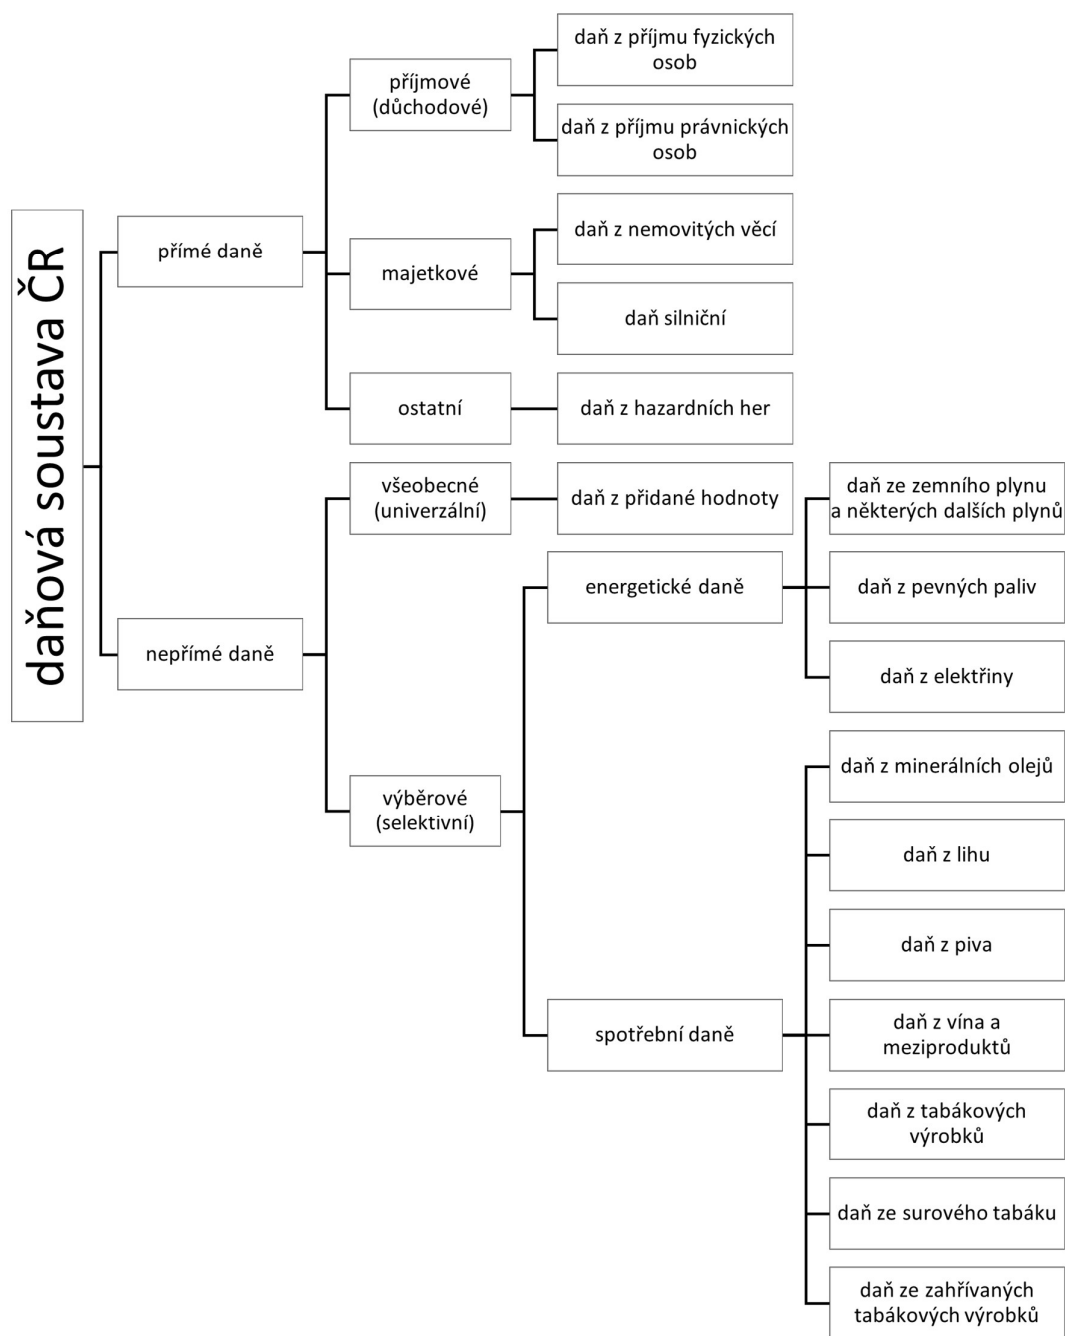 daňová soustava ČR
přímé daně
příjmové
(důchodové)
daň z příjmu fyzických
osob
daň z příjmu právnických
osob
majetkové
daň z nemovitých věcí
daň silniční
ostatní
daň z hazardních her
nepřímé daně
všeobecné
(univerzální)
daň z přidané hodnoty
výběrové
(selektivní)
energetické daně
daň ze zemního plynu
a některých dalších plynů
daň z pevných paliv
daň z elektřiny
spotřební daně
daň z minerálních olejů
daň z lihu
daň z piva
daň z vína a
meziproduktů
daň z tabákových
výrobků
daň ze surového tabáku
daň ze zahřívaných
tabákových výrobků